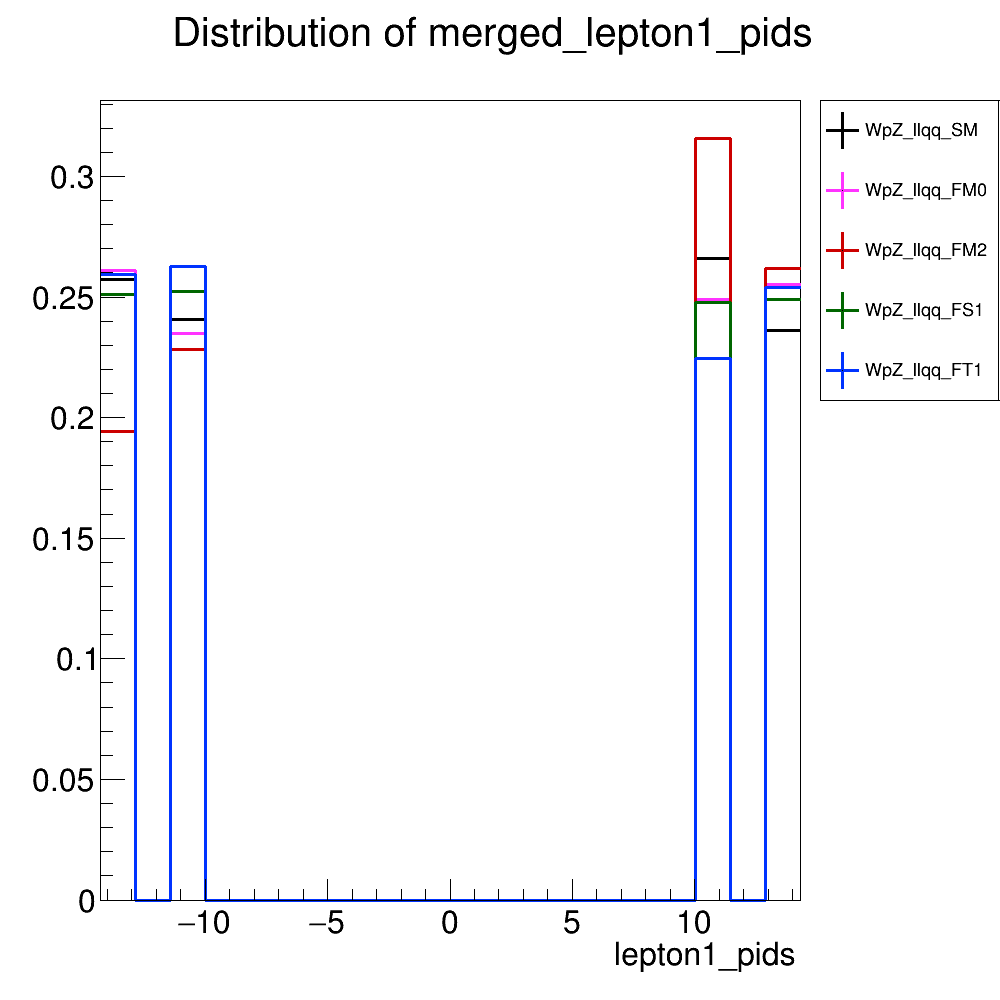 Distribution of merged_lepton1_pids
WpZ_llqq_SM
WpZ_llqq_FM0
WpZ_llqq_FM2
WpZ_llqq_FS1
WpZ_llqq_FT1
0.3
0.25
0.2
0.15
0.1
0.05
0
−10 −5 0 5 10
lepton1_pids